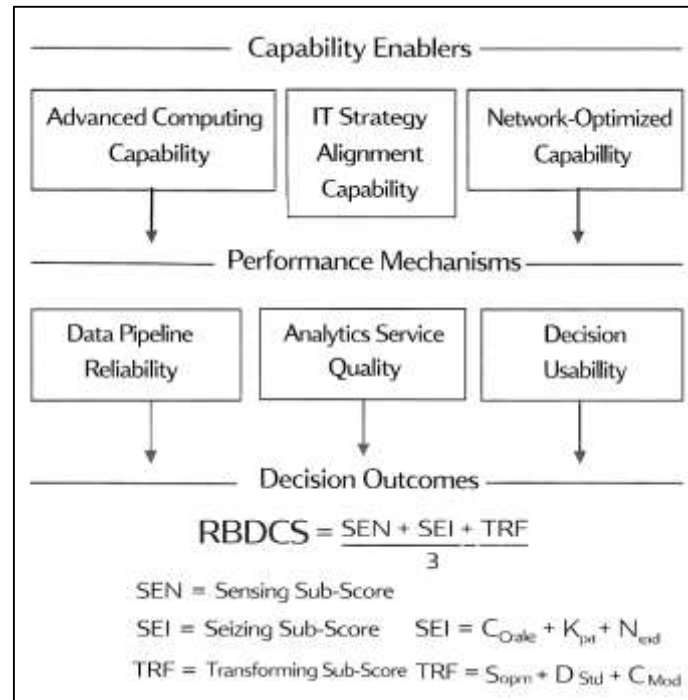 Capability Enablers
Advanced Computing
Capability
IT Strategy
Alignment
Capability
Network-Optimized
Capabillity
Performance Mechanisms
Data Pipeline
Reliability
Analytics Service
Quality
Decision
Usabillity
Decision Outcomes
RBDCS = SEN + SEI + TRF
3
SEN = Sensing Sub-Score
SEI = Seizing Sub-Score SEI = C + K + N
TRF = Transforming Sub-Score TRF = S + D Std + C Mod